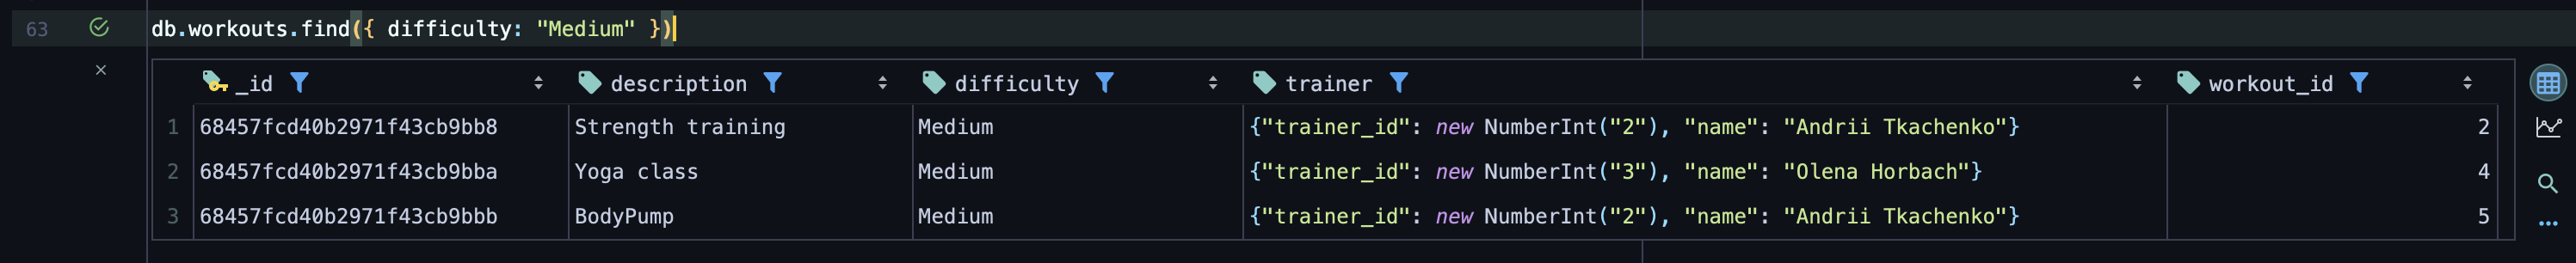 63 db.workouts.find({ difficulty: "Medium" })
_id description difficulty trainer workout_id
1 68457fcd40b2971f43cb9bb8 Strength training Medium {"trainer_id": new NumberInt("2"), "name": "Andrii Tkachenko"} 2
2 68457fcd40b2971f43cb9bba Yoga class Medium {"trainer_id": new NumberInt("3"), "name": "Olena Horbach"} 4
3 68457fcd40b2971f43cb9bbb BodyPump Medium {"trainer_id": new NumberInt("2"), "name": "Andrii Tkachenko"} 5